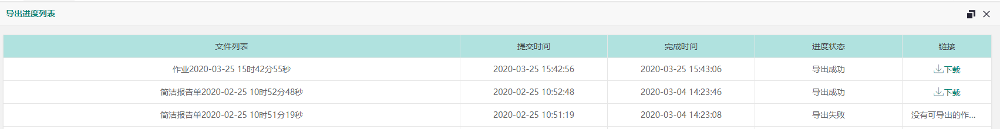 导出进度列表
文件列表 提交时间 完成时间 进度状态 链接
作业2020-03-25 15时42分55秒 2020-03-25 15:42:56 2020-03-25 15:43:06 导出成功 下载
简洁报告单2020-02-25 10时52分48秒 2020-02-25 10:52:48 2020-03-04 14:23:46 导出成功 下载
简洁报告单2020-02-25 10时51分19秒 2020-02-25 10:51:19 2020-03-04 14:23:08 导出失败 没有可导出的作...